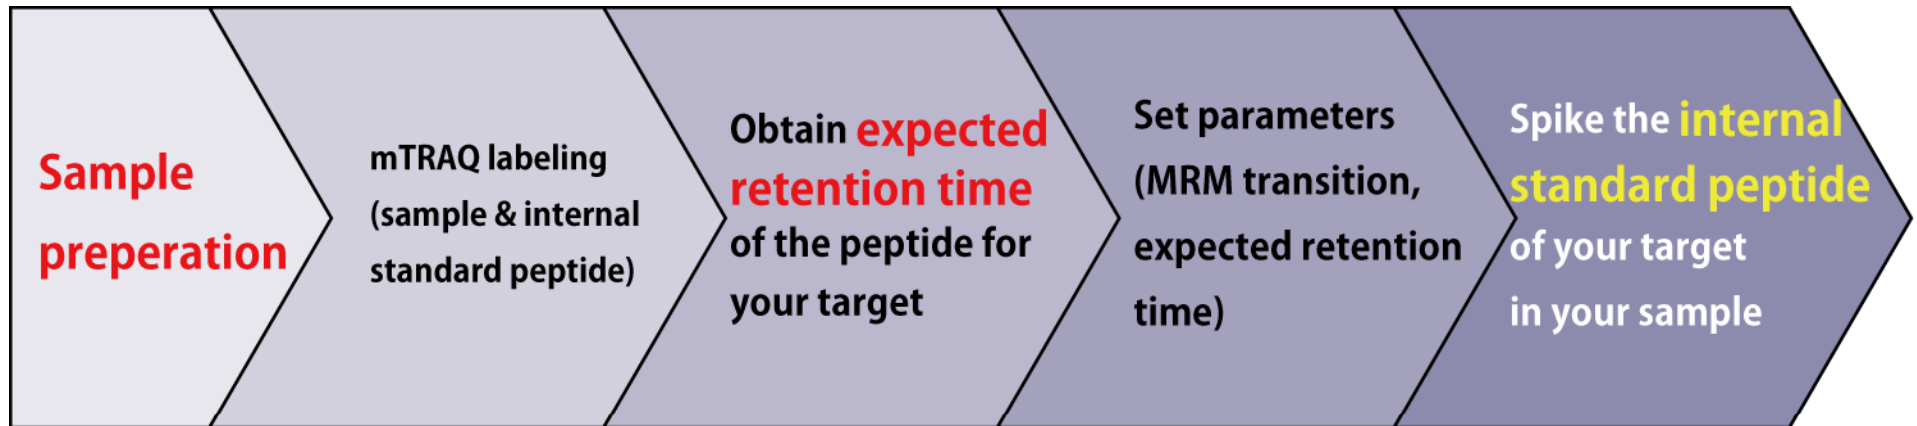 Sample
preperation
mTRAQ labeling
(sample & internal
standard peptide)
Obtain expected
retention time
of the peptide for
your target
Set parameters
(MRM transition,
expected retention
time)
Spike the internal
standard peptide
of your target
in your sample